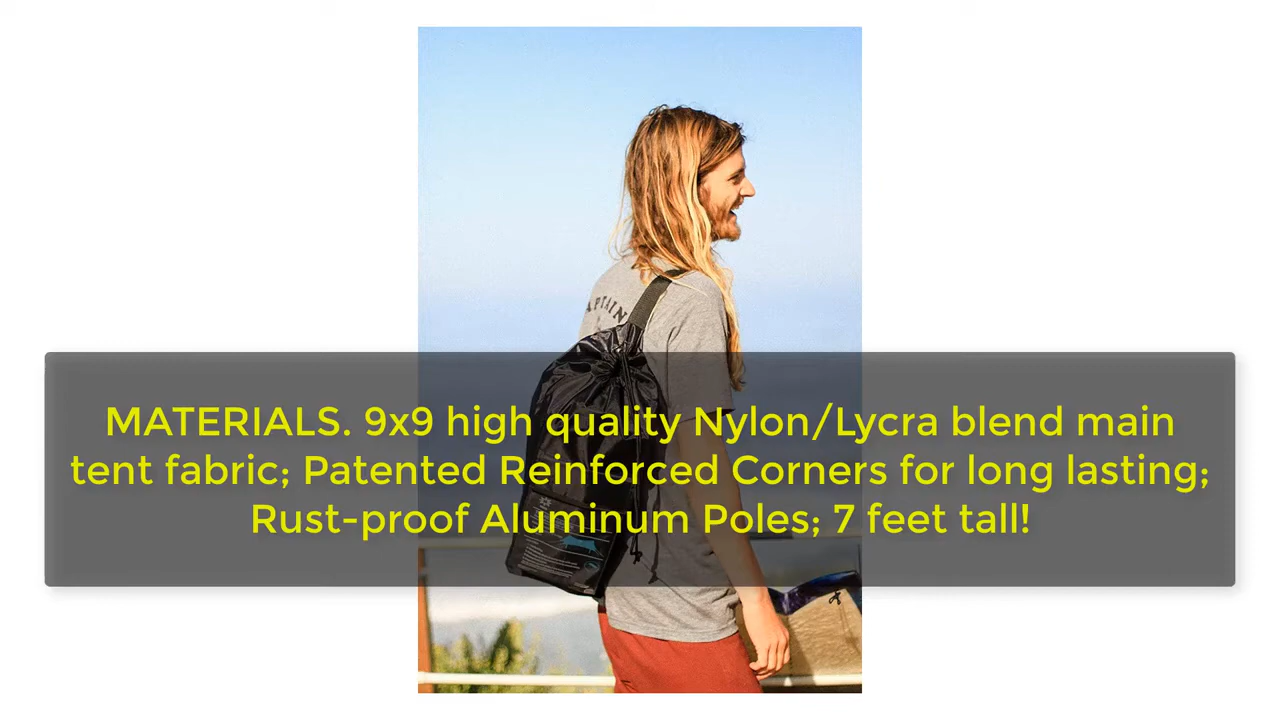 APTAIN
MATERIALS. 9x9 high quality Nylon/Lycra blend main
tent fabric; Patented Reinforced Corners for long lasting;
Rust-proof Aluminum Poles; 7 feet tall!